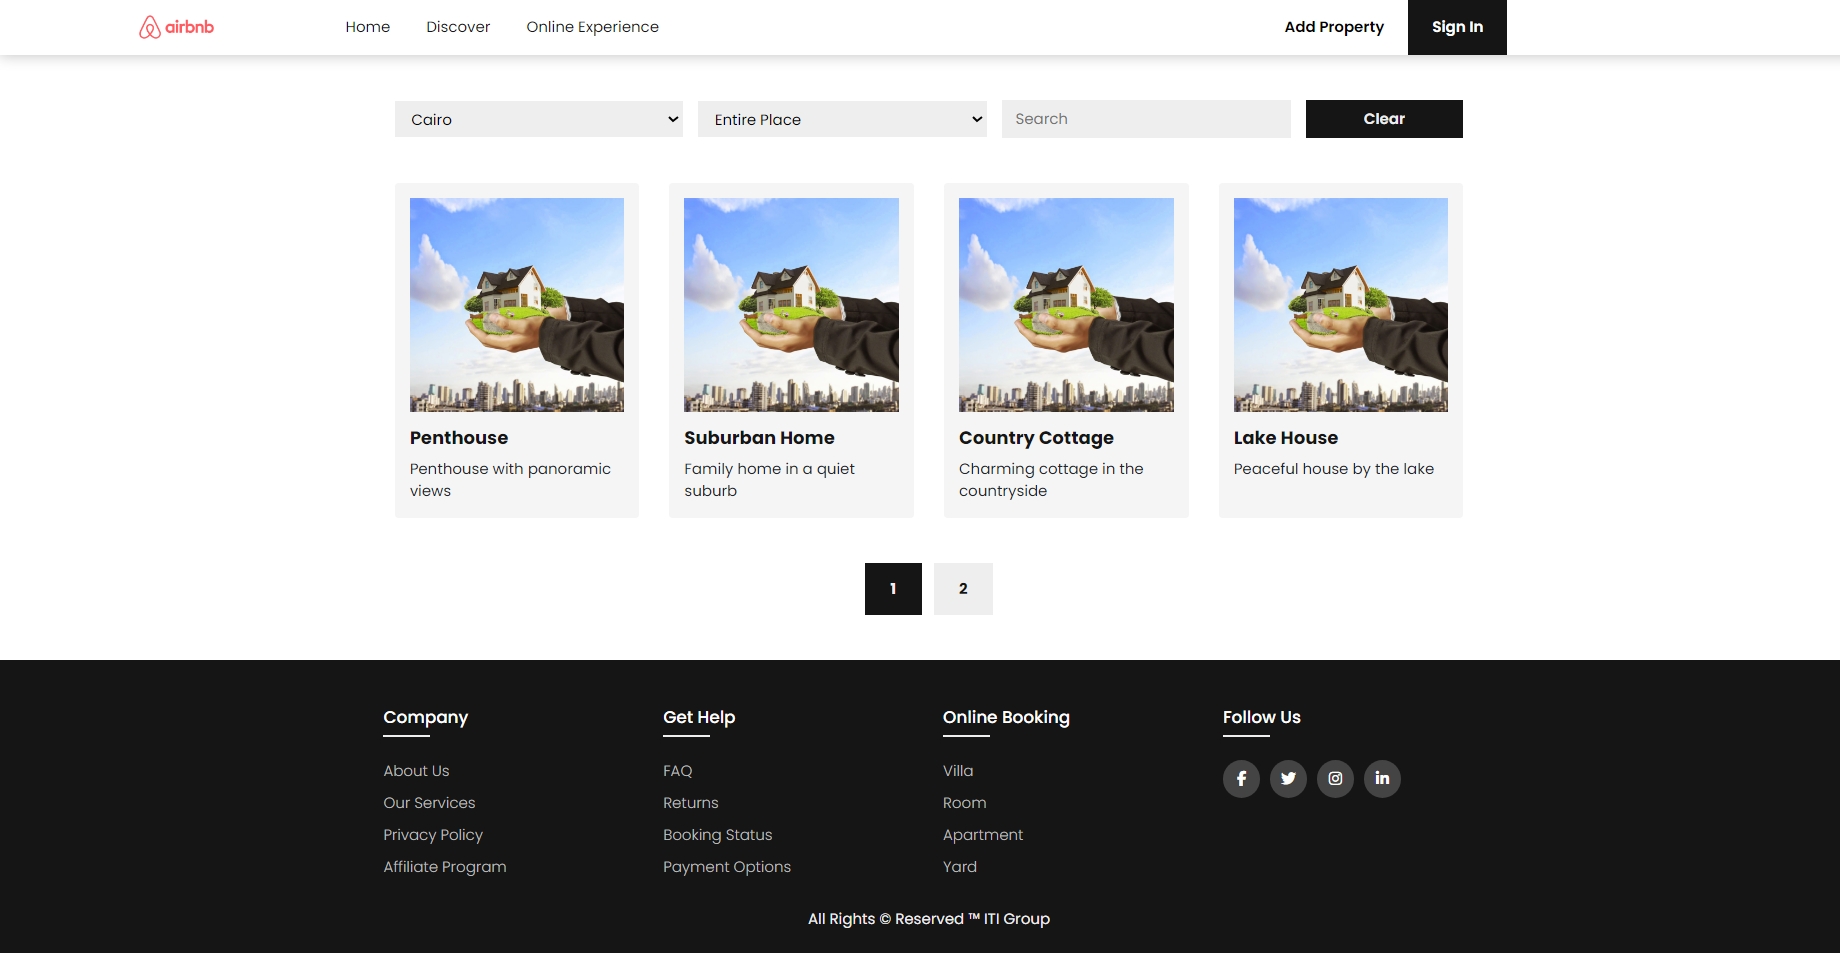 airbnb
Home
Discover
Online Experience
Add Property
Sign In
Cairo
Entire Place
Search
Clear
Penthouse
Penthouse with panoramic
views
Suburban Home
Family home in a quiet
suburb
Country Cottage
Charming cottage in the
countryside
Lake House
Peaceful house by the lake
1
2
Company
About Us
Our Services
Privacy Policy
Affiliate Program
Get Help
FAQ
Returns
Booking Status
Payment Options
Online Booking
Villa
Room
Apartment
Yard
Follow Us
All Rights © Reserved ™ ITI Group